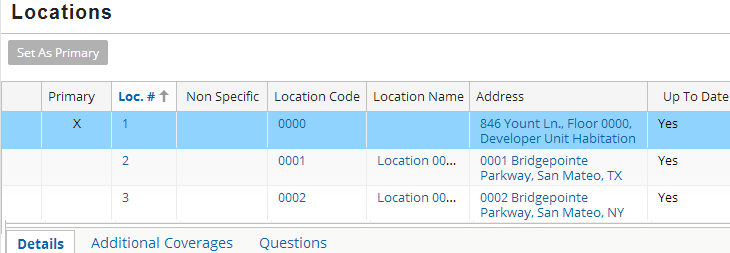 Locations
Set As Primary
Primary Loc. # Non Specific Location Code Location Name Address Up To Date
X 1 0000 846 Yount Ln., Floor 0000, Yes
Developer Unit Habitation
2 0001 Location 00... 0001 Bridgepointe Yes
Parkway, San Mateo, TX
3 0002 Location 00... 0002 Bridgepointe Yes
Parkway, San Mateo, NY
Details Additional Coverages Questions